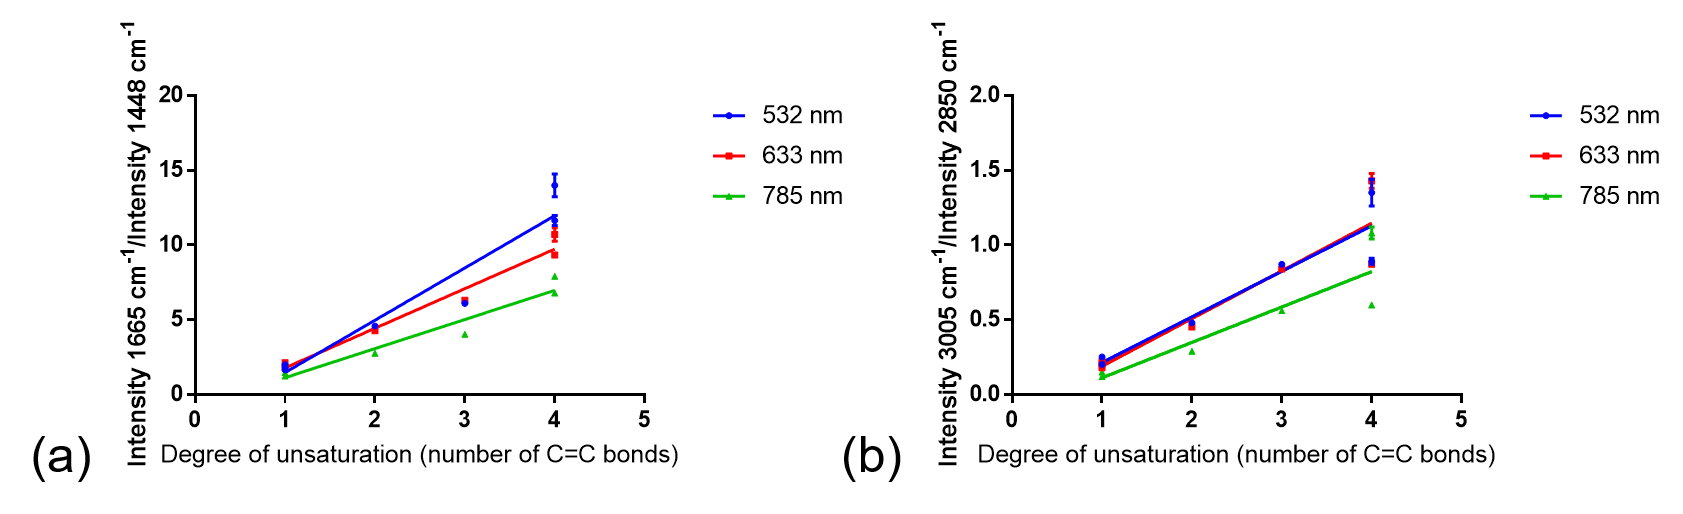 Intensity 1665 cm⁻¹/Intensity 1448 cm⁻¹
20
15
10
5
0
0 1 2 3 4 5
Degree of unsaturation (number of C=C bonds)
532 nm
633 nm
785 nm
(a)
Intensity 3005 cm⁻¹/Intensity 2850 cm⁻¹
2.0
1.5
1.0
0.5
0.0
0 1 2 3 4 5
Degree of unsaturation (number of C=C bonds)
532 nm
633 nm
785 nm
(b)